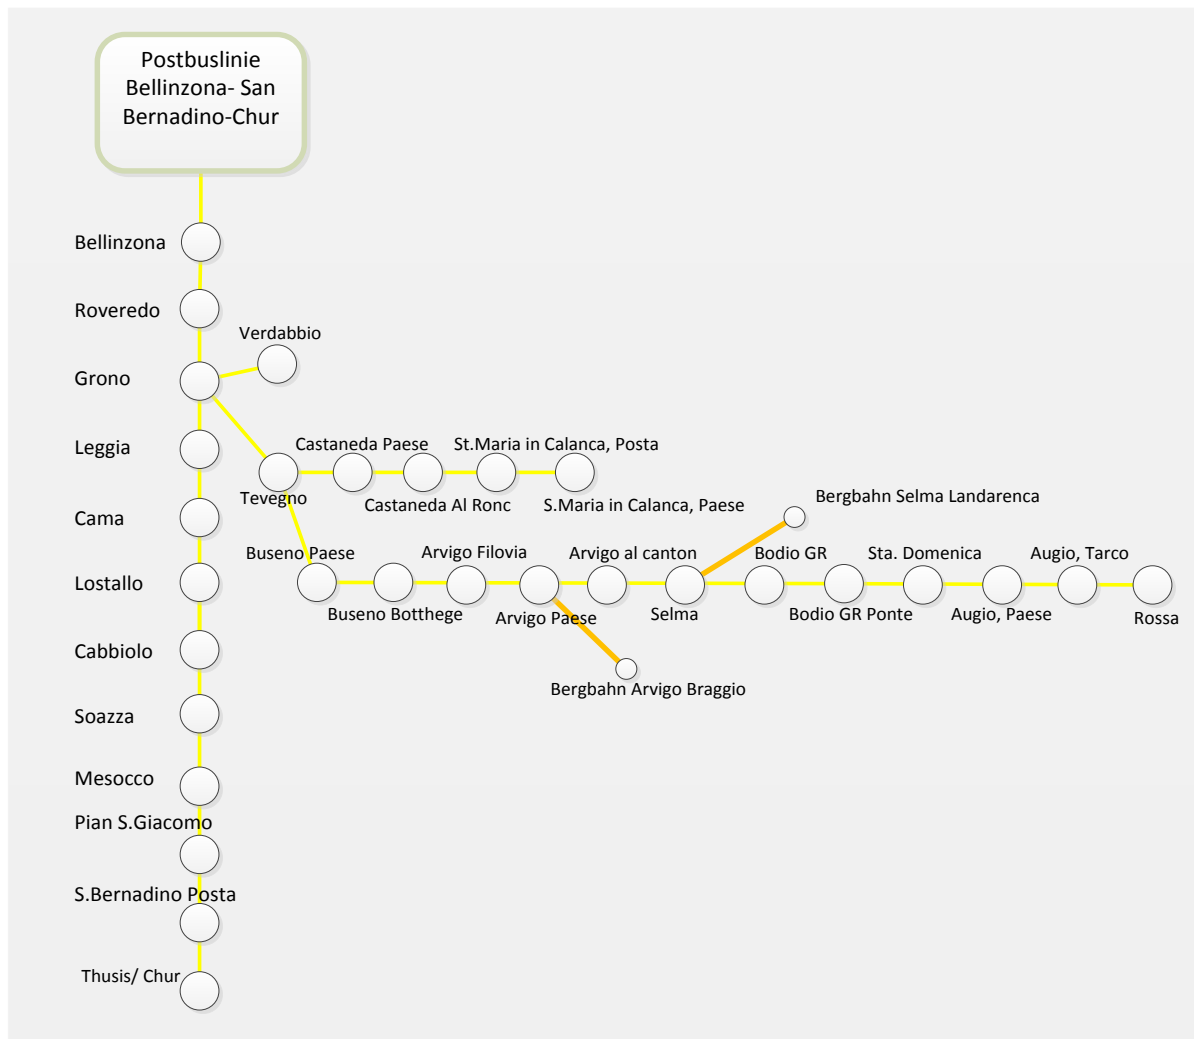 Postbuslinie
Bellinzona- San
Bernadino-Chur
Bellinzona
Roveredo
Verdabbio
Grono
Leggia
Castaneda Paese
St.Maria in Calanca, Posta
Tevegno
Castaneda Al Ronc
S.Maria in Calanca, Paese
Bergbahn Selma Landarenca
Cama
Buseno Paese
Arvigo Filovia
Arvigo al canton
Bodio GR
Sta. Domenica
Augio, Tarco
Lostallo
Buseno Botthege
Arvigo Paese
Selma
Bodio GR Ponte
Augio, Paese
Rossa
Cabbiolo
Bergbahn Arvigo Braggio
Soazza
Mesocco
Pian S.Giacomo
S.Bernadino Posta
Thusis/ Chur